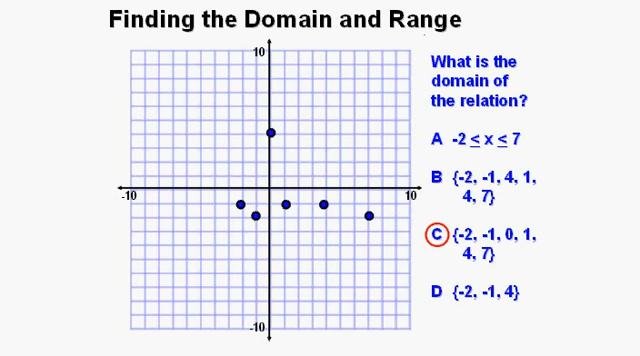 Finding the Domain and Range
10
-10
10
-10
What is the
domain of
the relation?
A -2 ≤ x ≤ 7
B {-2, -1, 4, 1,
4, 7}
C {-2, -1, 0, 1,
4, 7}
D {-2, -1, 4}